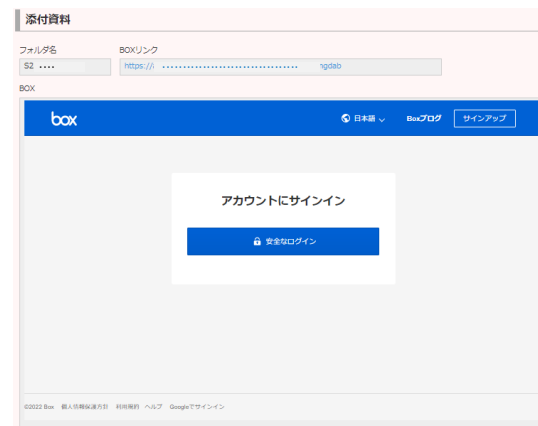 添付資料
フォルダ名 BOXリンク
S2 .... https://
ngdab
BOX
box 日本語 Boxブログ サインアップ
アカウントにサインイン
安全なログイン
©2022 Box 個人情報保護方針 利用規約 ヘルプ Googleでサインイン